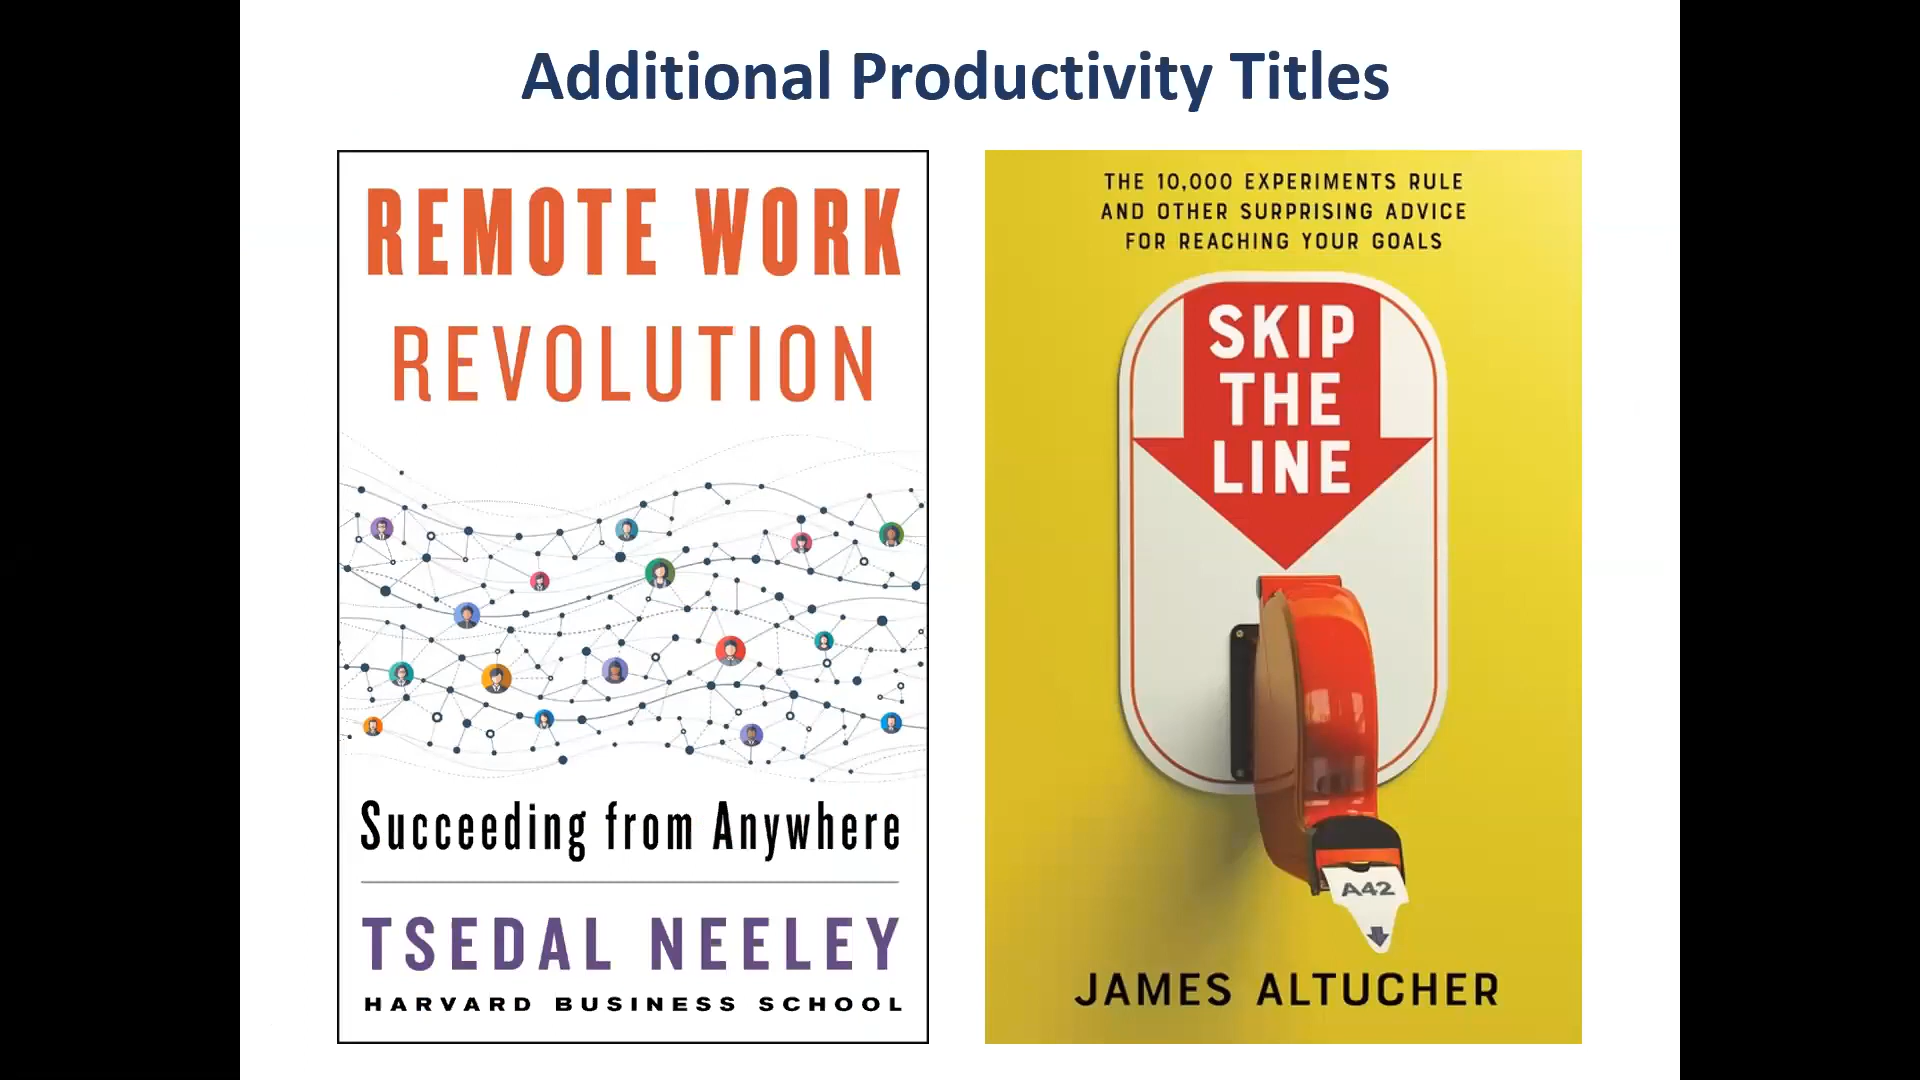 Additional Productivity Titles
REMOTE WORK
REVOLUTION
Succeeding from Anywhere
TSEDAL NEELEY
HARVARD BUSINESS SCHOOL
THE 10,000 EXPERIMENTS RULE
AND OTHER SURPRISING ADVICE
FOR REACHING YOUR GOALS
SKIP
THE
LINE
A42
JAMES ALTUCHER